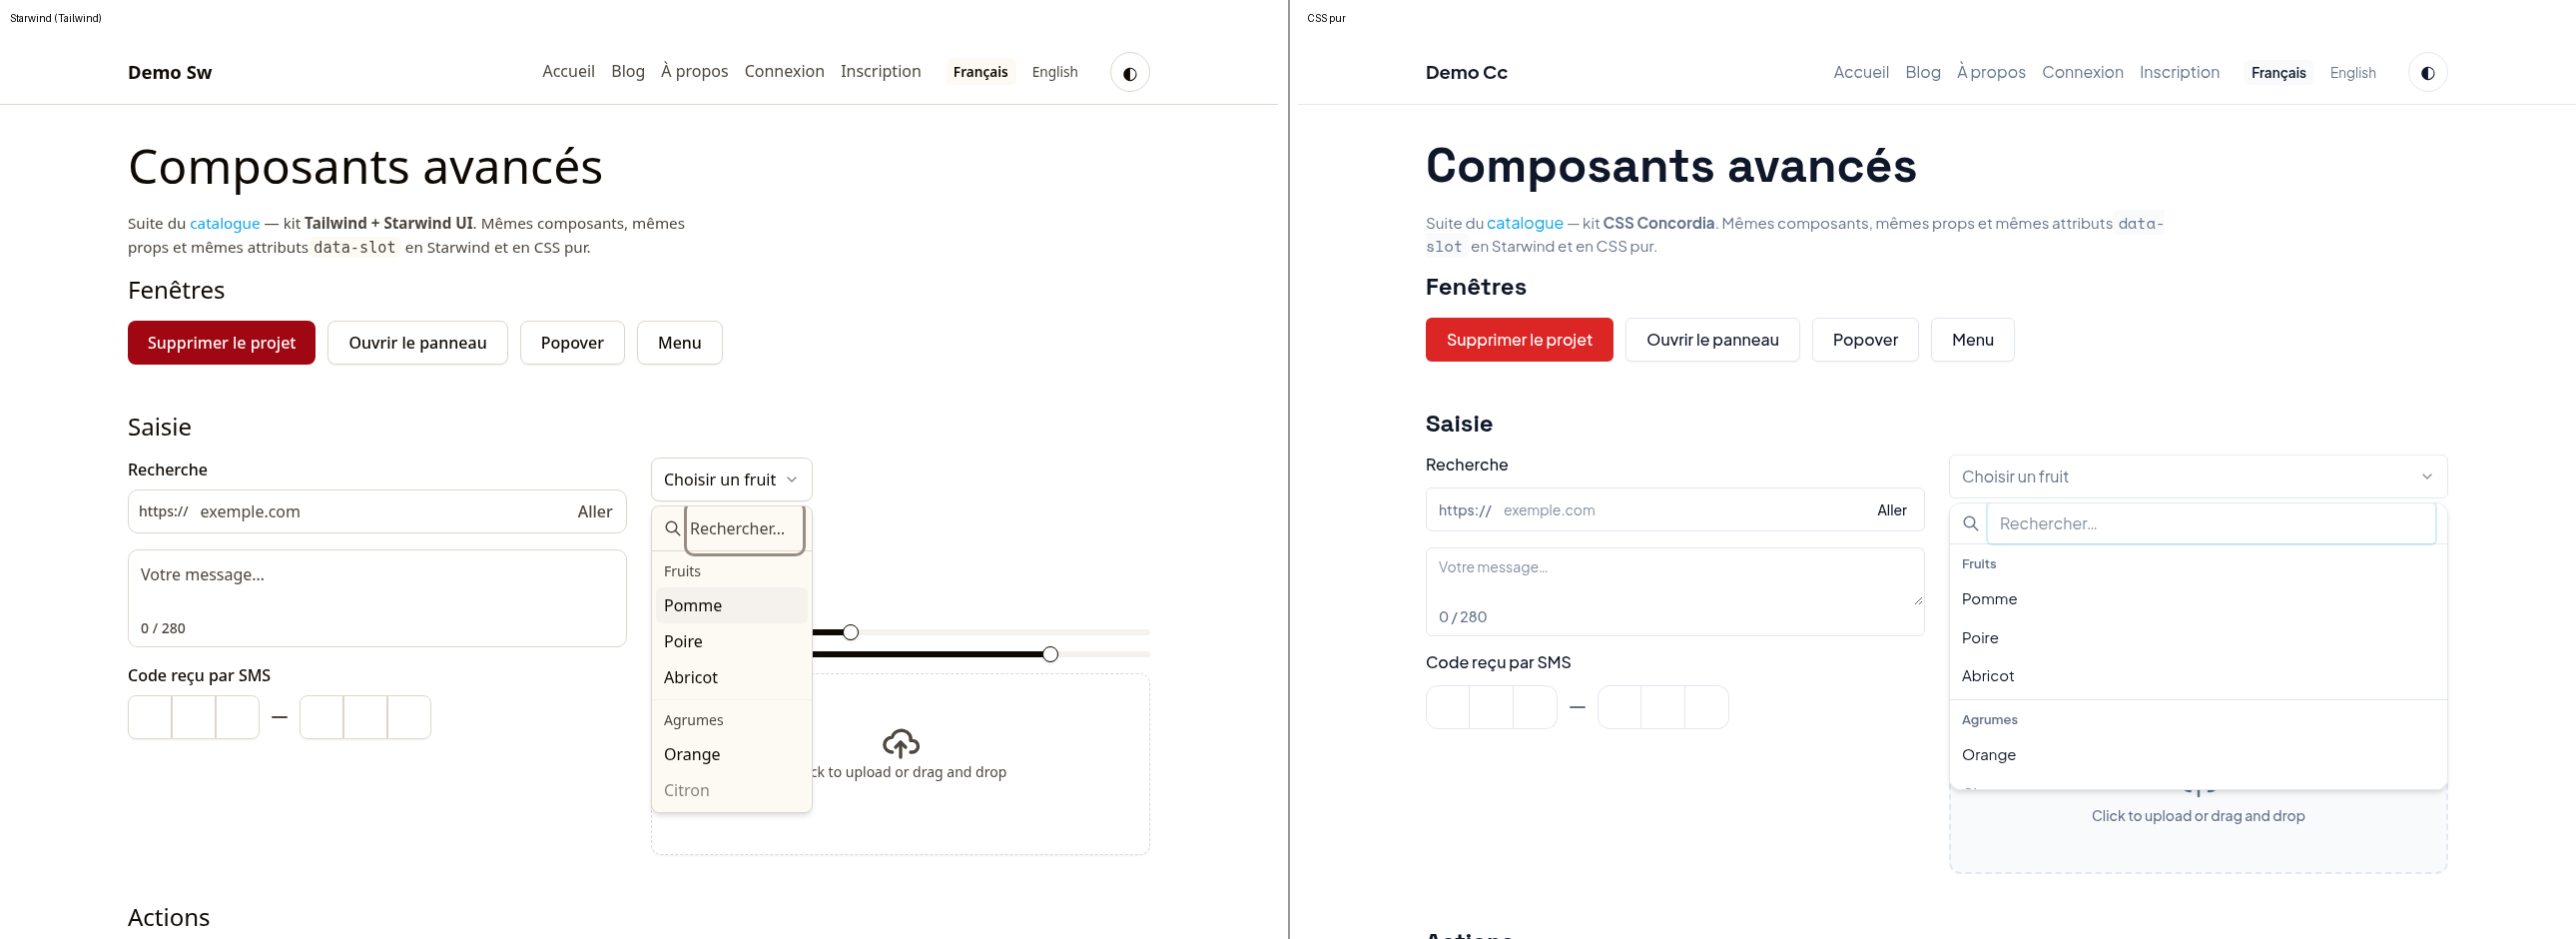 Starwind (Tailwind)
Demo Sw
Accueil Blog À propos Connexion Inscription Français English
Composants avancés
Suite du catalogue — kit Tailwind + Starwind UI. Mêmes composants, mêmes
props et mêmes attributs data-slot en Starwind et en CSS pur.
Fenêtres
Supprimer le projet Ouvrir le panneau Popover Menu
Saisie
Recherche
https:// exemple.com Aller
Votre message...
0 / 280
Code reçu par SMS
—
Choisir un fruit
Rechercher...
Fruits
Pomme
Poire
Abricot
Agrumes
Orange
Citron
ck to upload or drag and drop
Actions
CSS pur
Demo Cc
Accueil Blog À propos Connexion Inscription Français English
Composants avancés
Suite du catalogue — kit CSS Concordia. Mêmes composants, mêmes props et mêmes attributs data-
slot en Starwind et en CSS pur.
Fenêtres
Supprimer le projet Ouvrir le panneau Popover Menu
Saisie
Recherche
https:// exemple.com Aller
Votre message...
0 / 280
Code reçu par SMS
—
Choisir un fruit
Rechercher...
Fruits
Pomme
Poire
Abricot
Agrumes
Orange
Click to upload or drag and drop